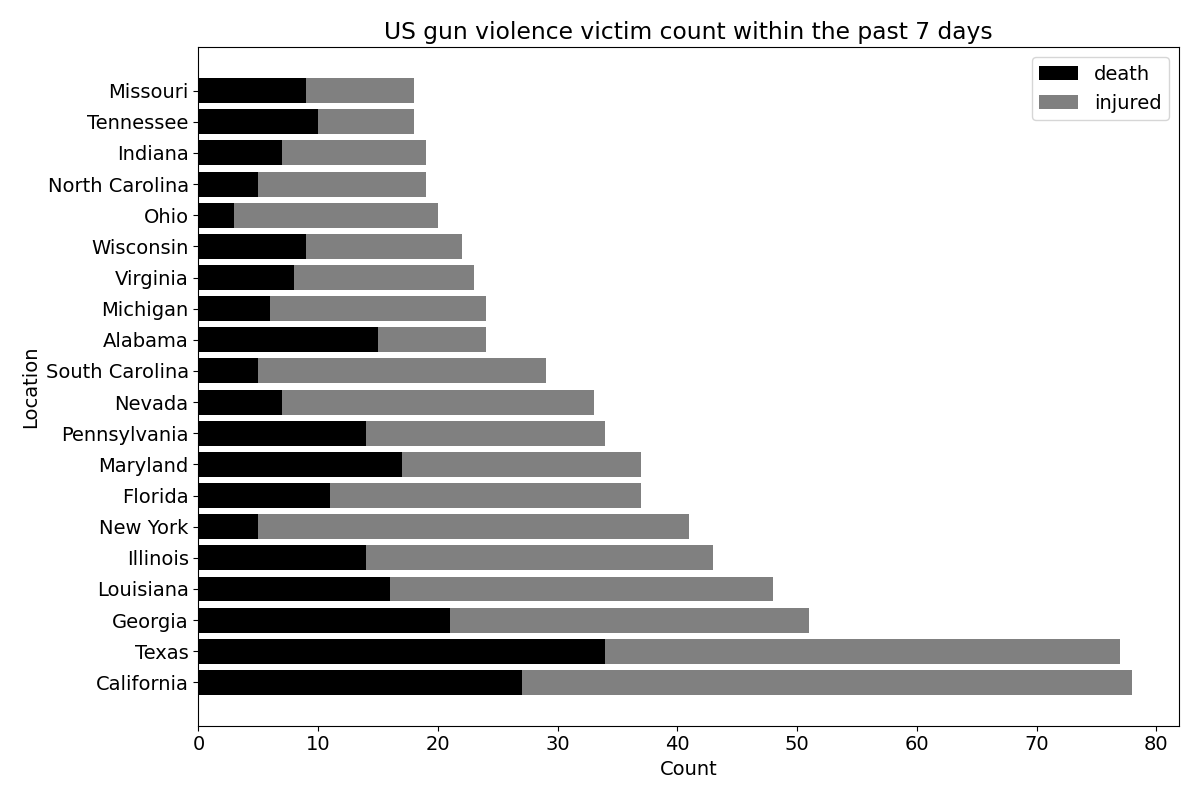 US gun violence victim count within the past 7 days
death
injured
Missouri
Tennessee
Indiana
North Carolina
Ohio
Wisconsin
Virginia
Michigan
Alabama
South Carolina
Nevada
Pennsylvania
Maryland
Florida
New York
Illinois
Louisiana
Georgia
Texas
California
Location
0 10 20 30 40 50 60 70 80
Count